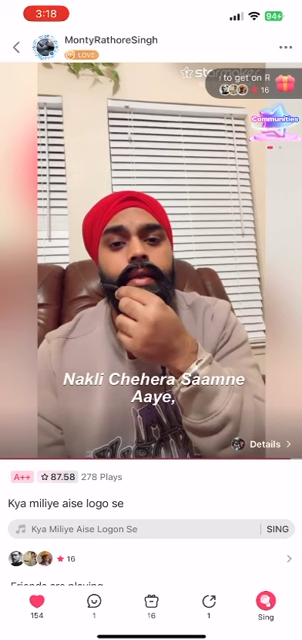 3:18
94
MontyRathoreSingh
LOVE
starmaker
to get on R
16
Communities
Nakli Chehera Saamne
Aaye,
Details
A++ 87.58 278 Plays
Kya miliye aise logo se
Kya Miliye Aise Logon Se SING
16
Friends are playing
154 1 16 1 Sing